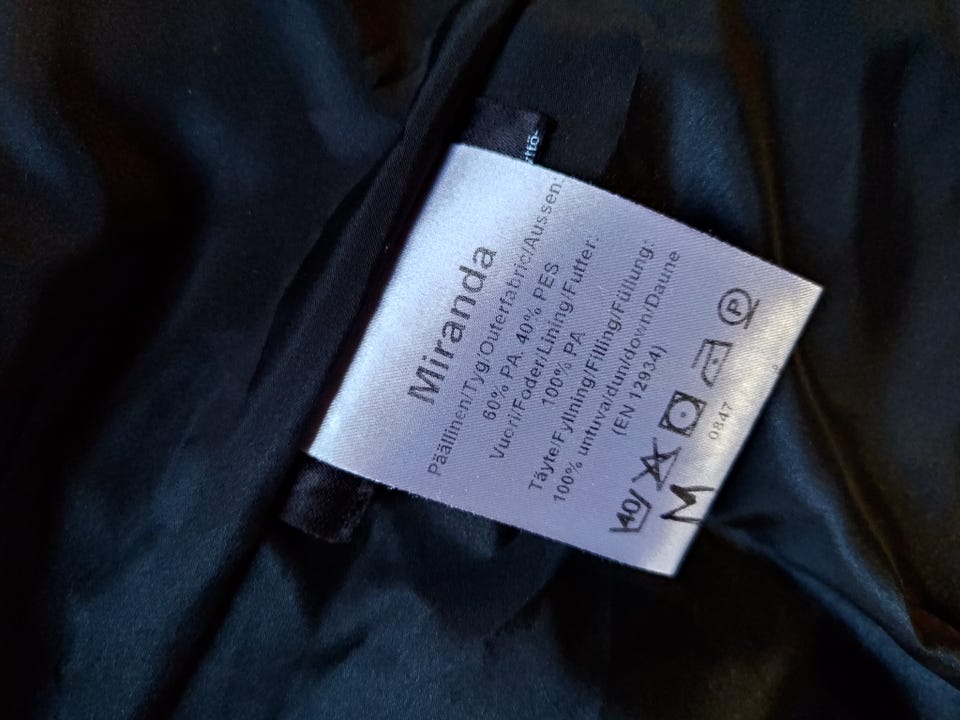 Miranda
Päällinen/Tyg/Outerfabric/Aussen:
60% PA, 40% PES
Vuori/Foder/Lining/Futter:
100% PA
Täyte/Fyllning/Filling/Füllung:
100% untuva/dun/down/Daune
(EN 12934)
40 P
0847
M